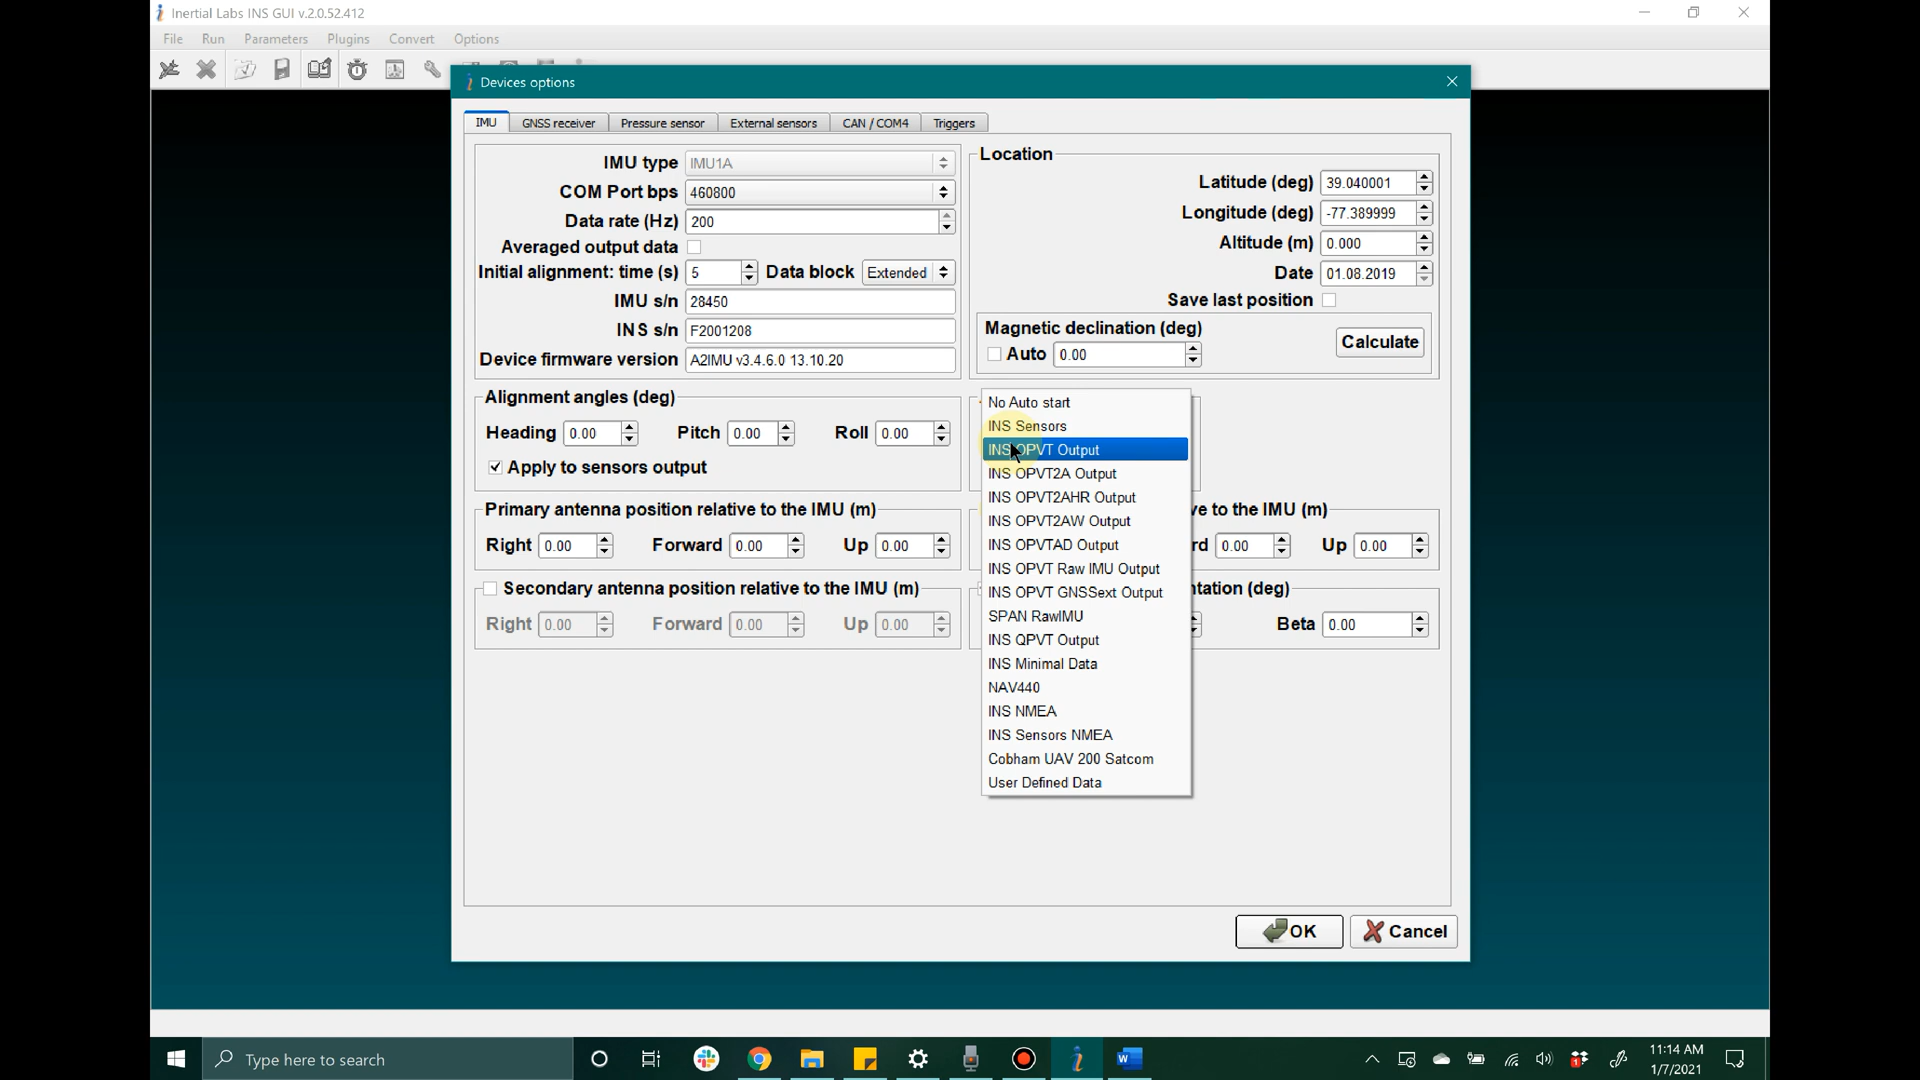 Inertial Labs INS GUI v.2.0.52.412
File Run Parameters Plugins Convert Options
Devices options
IMU GNSS receiver Pressure sensor External sensors CAN / COM4 Triggers
IMU type IMU1A
COM Port bps 460800
Data rate (Hz) 200
Averaged output data
Initial alignment: time (s) 5 Data block Extended
IMU s/n 28450
INS s/n F2001208
Device firmware version A2IMU v3.4.6.0 13.10.20
Location
Latitude (deg) 39.040001
Longitude (deg) -77.389999
Altitude (m) 0.000
Date 01.08.2019
Save last position
Magnetic declination (deg)
Auto 0.00 Calculate
Alignment angles (deg)
Heading 0.00 Pitch 0.00 Roll 0.00
Apply to sensors output
No Auto start
INS Sensors
INS OPVT Output
INS OPVT2A Output
INS OPVT2AHR Output
INS OPVT2AW Output
INS OPVTAD Output
INS OPVT Raw IMU Output
INS OPVT GNSSext Output
SPAN RawIMU
INS QPVT Output
INS Minimal Data
NAV440
INS NMEA
INS Sensors NMEA
Cobham UAV 200 Satcom
User Defined Data
Primary antenna position relative to the IMU (m)
Right 0.00 Forward 0.00 Up 0.00
ve to the IMU (m)
rd 0.00 Up 0.00
Secondary antenna position relative to the IMU (m)
Right 0.00 Forward 0.00 Up 0.00
ntation (deg)
Beta 0.00
OK Cancel
Type here to search
11:14 AM
1/7/2021